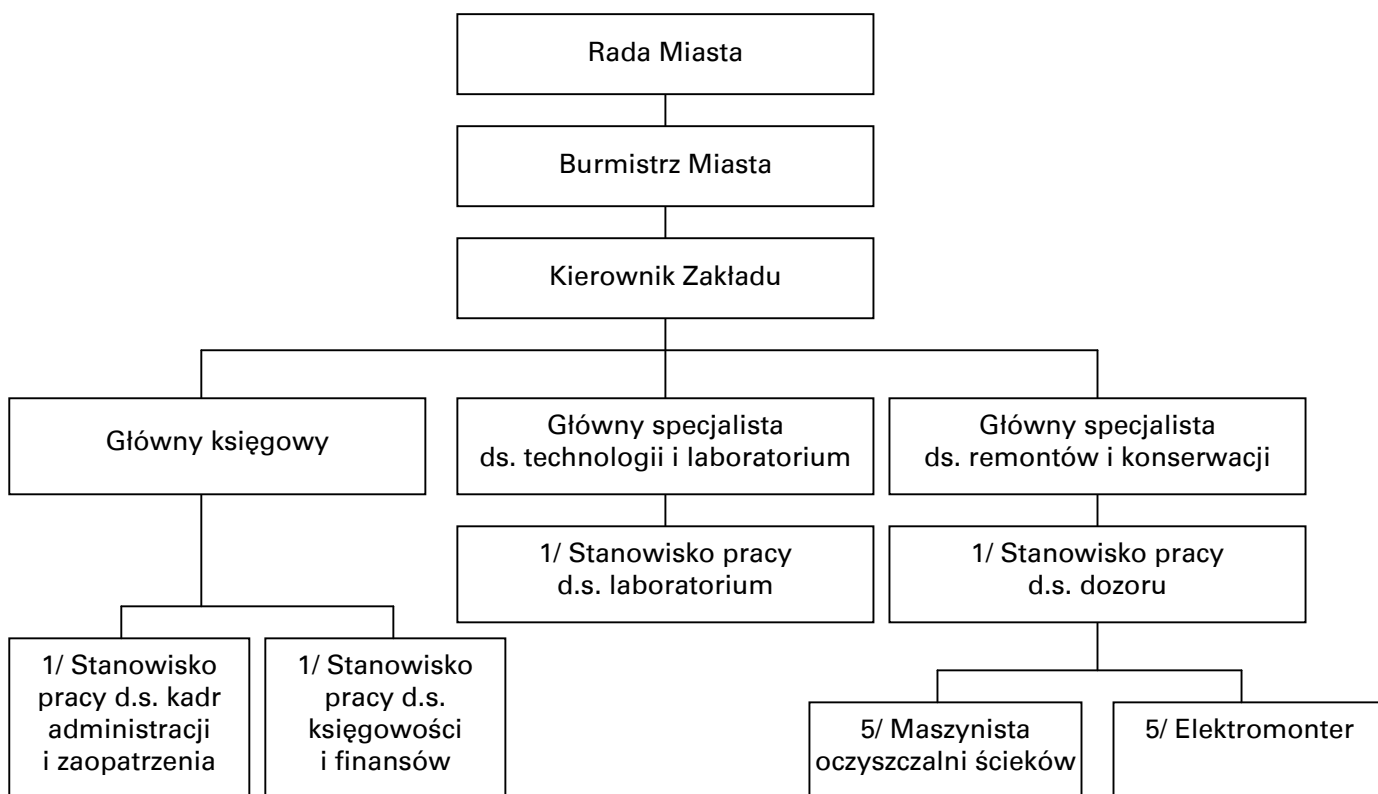 Rada Miasta
Burmistrz Miasta
Kierownik Zakładu
Główny księgowy
Główny specjalista
ds. technologii i laboratorium
Główny specjalista
ds. remontów i konserwacji
1/ Stanowisko pracy
d.s. laboratorium
1/ Stanowisko pracy
d.s. dozoru
1/ Stanowisko
pracy d.s. kadr
administracji
i zaopatrzenia
1/ Stanowisko
pracy d.s.
księgowości
i finansów
5/ Maszynista
oczyszczalni ścieków
5/ Elektromonter